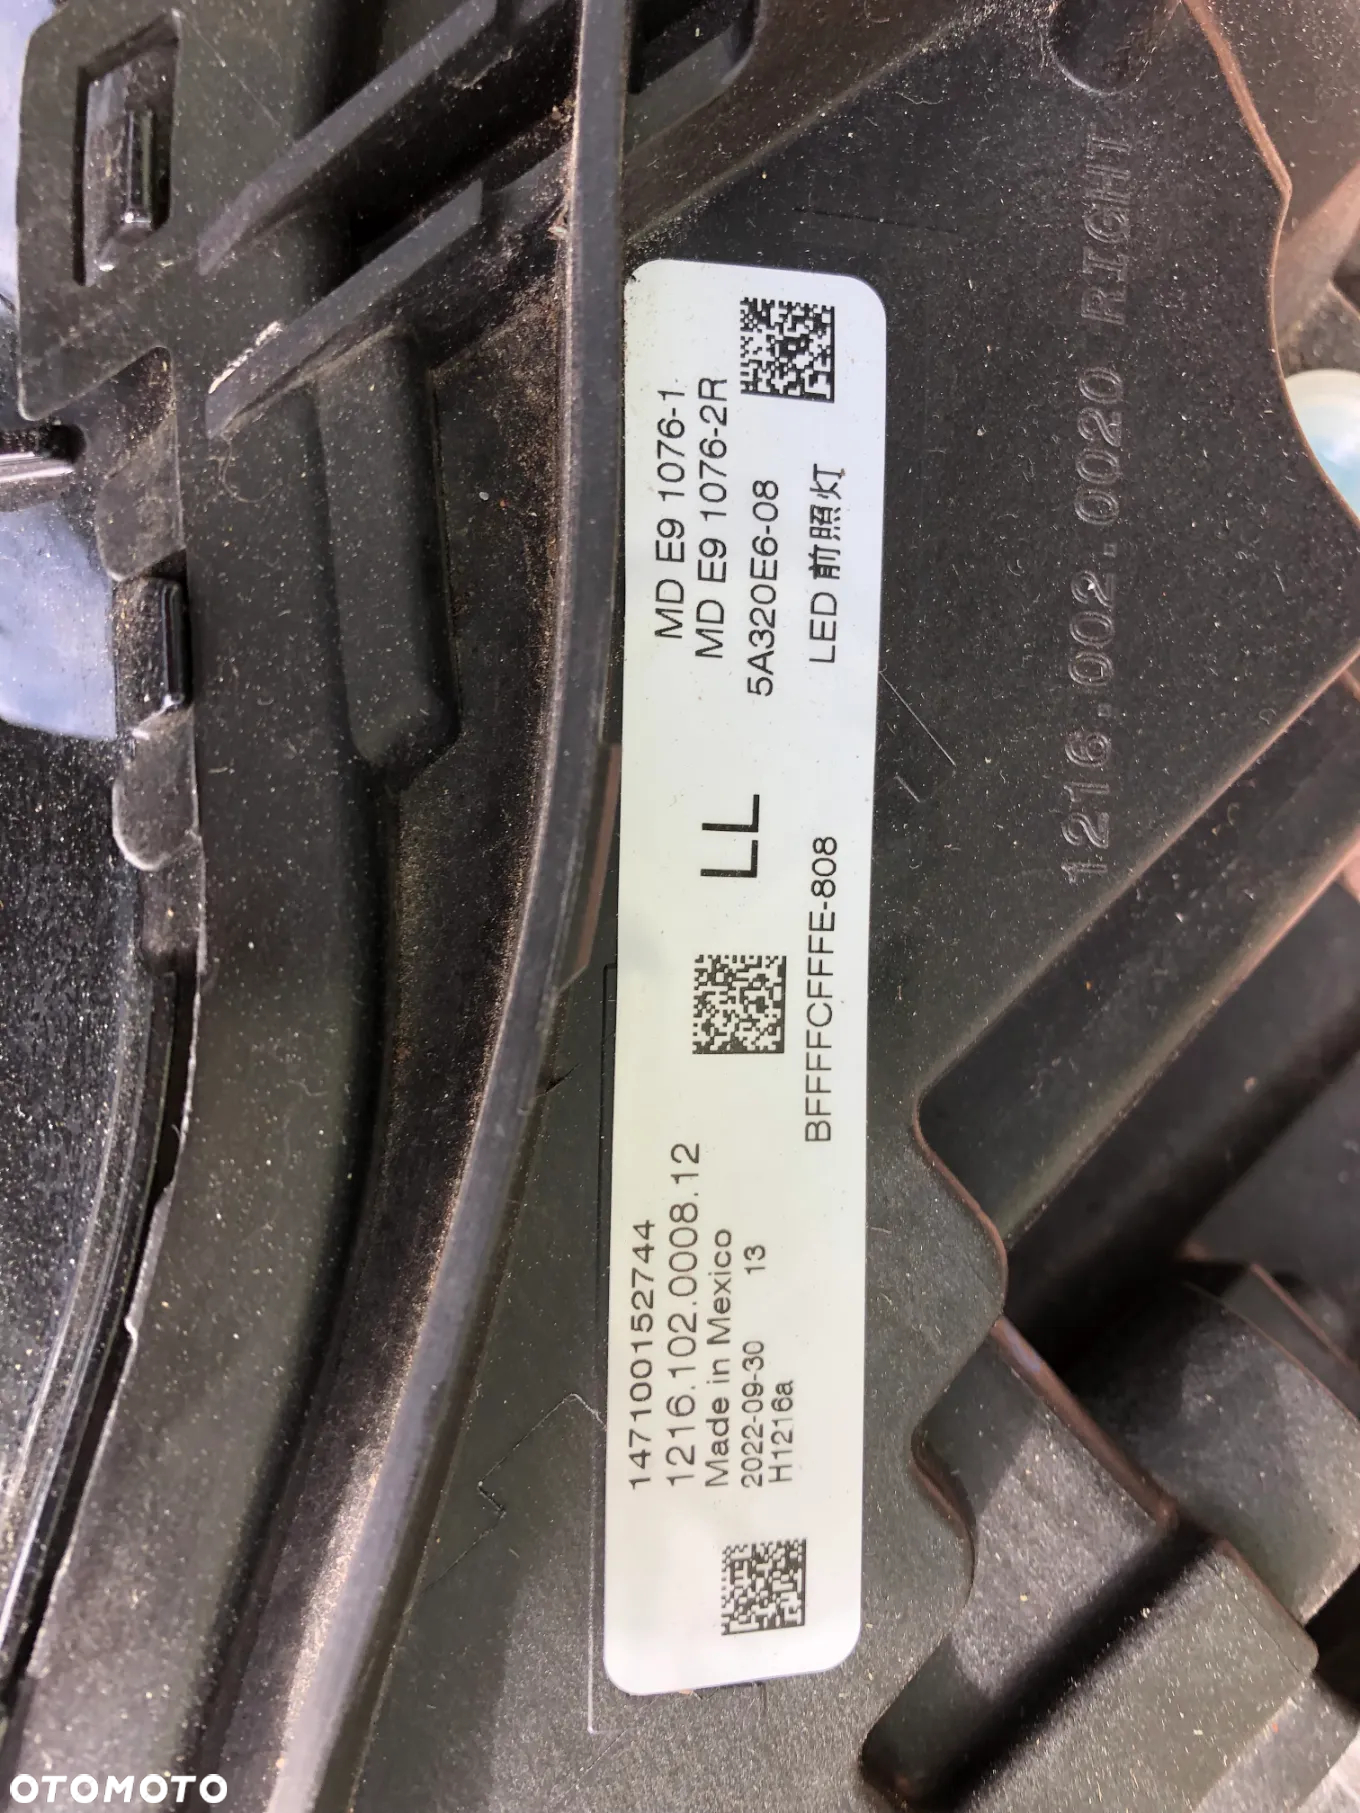 147100152744
1216.102.0008.12
Made in Mexico
2022-09-30 13
H1216a
BFFFFCFFFE-808
LL
MD E9 1076-1
MD E9 1076-2R
5A320E6-08
LED 前照灯
1216.002.0020 RIGHT
OTOMOTO